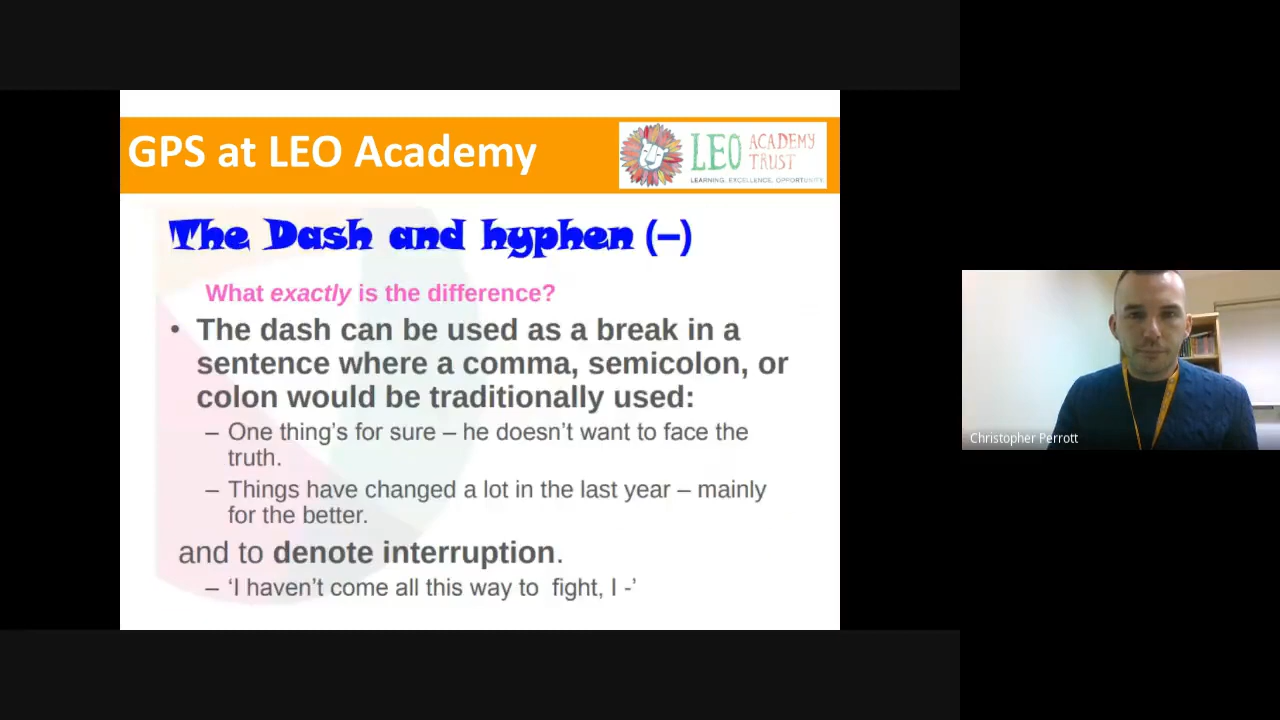 GPS at LEO Academy
LEO ACADEMY TRUST
LEARNING, EXCELLENCE, OPPORTUNITY
The Dash and hyphen (–)
What exactly is the difference?
• The dash can be used as a break in a
sentence where a comma, semicolon, or
colon would be traditionally used:
– One thing’s for sure – he doesn’t want to face the
truth.
– Things have changed a lot in the last year – mainly
for the better.
and to denote interruption.
– ‘I haven’t come all this way to fight, I -’
Christopher Perrott